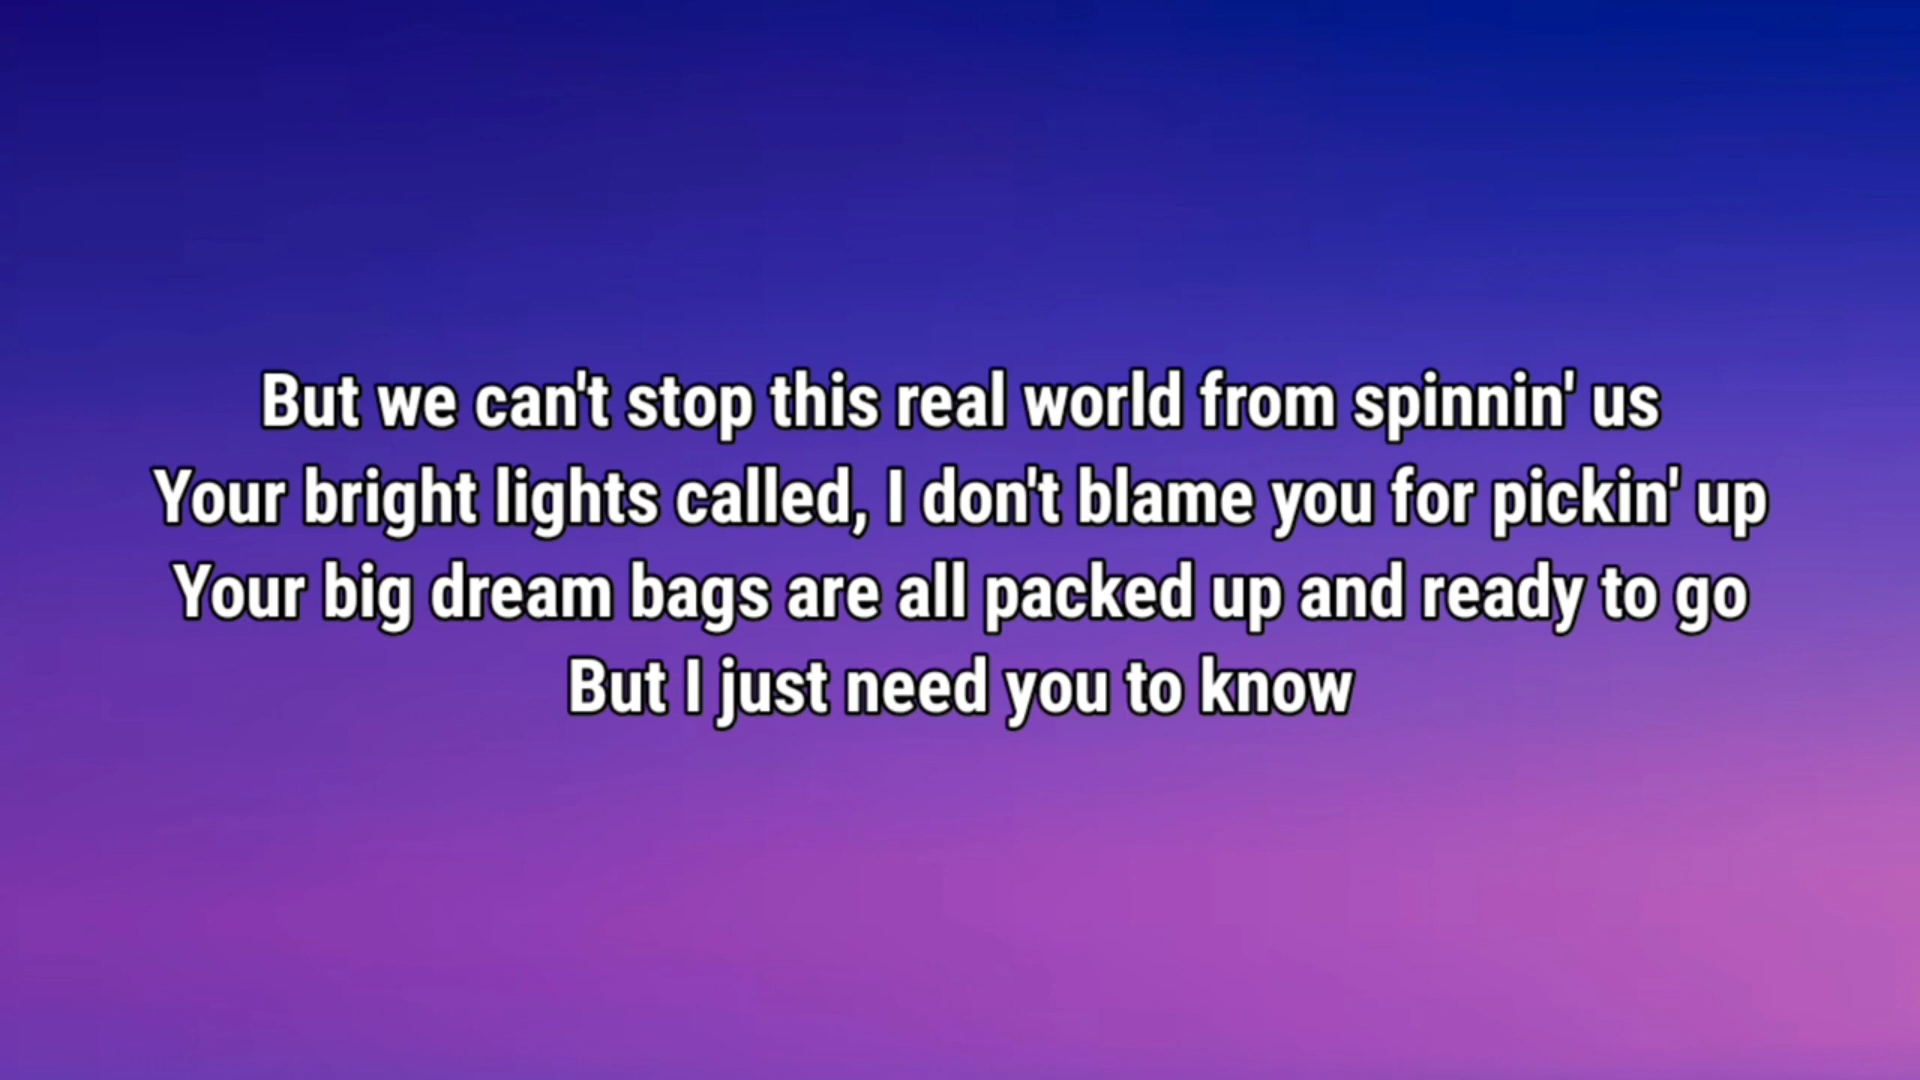 But we can't stop this real world from spinnin' us
Your bright lights called, I don't blame you for pickin' up
Your big dream bags are all packed up and ready to go
But I just need you to know